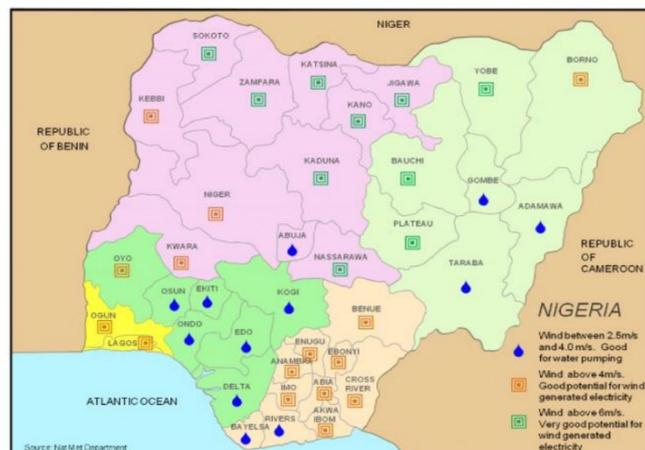 NIGER
SOKOTO
KATSINA
BORNO
YOBE
ZAMFARA
JIGAWA
KEBBI
KANO
REPUBLIC
OF BENIN
KADUNA
BAUCHI
GOMBE
NIGER
ADAMAWA
PLATEAU
ABUJA
KWARA
REPUBLIC
OF
CAMEROON
OYO
NASSARAWA
TARABA
OSUN
EKITI
KOGI
NIGERIA
OGUN
BENUE
ONDO
EDO
LAGOS
ENUGU
EBONYI
ANAMBRA
DELTA
IMO
ABIA
CROSS
RIVER
ATLANTIC OCEAN
AKWA
IBOM
RIVERS
BAYELSA
Wind between 2.5m/s
and 4.0 m/s. Good
for water pumping
Wind above 4m/s.
Good potential for wind
generated electricity
Wind above 6m/s.
Very good potential for
wind generated
electricity
Source: Nat Met Department